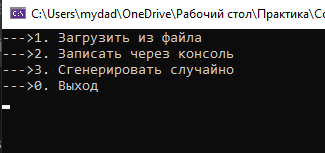 C:\Users\mydad\OneDrive\Рабочий стол\Практика\Co
--->1. Загрузить из файла
--->2. Записать через консоль
--->3. Сгенерировать случайно
--->0. Выход